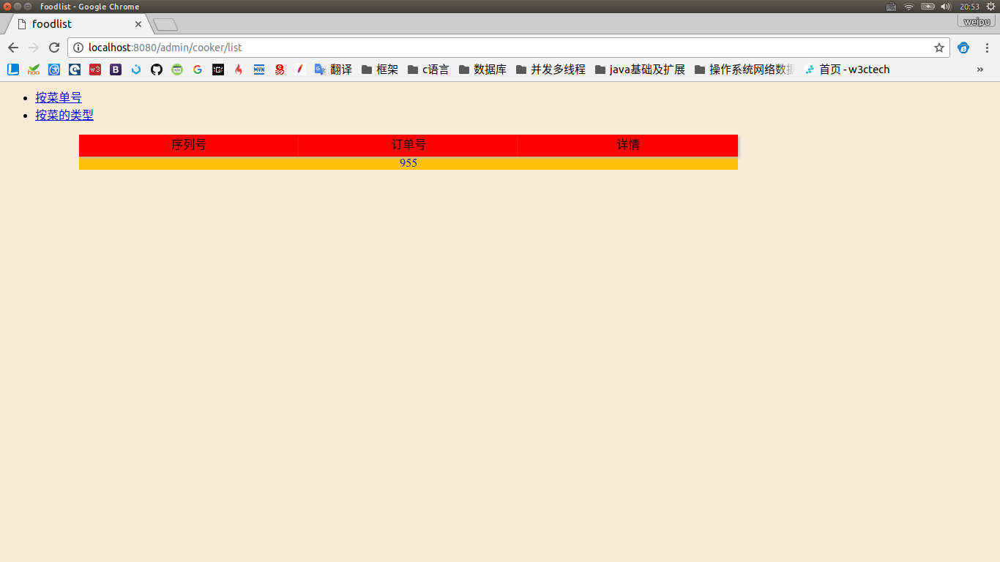 foodlist - Google Chrome
20:53
foodlist
weipu
localhost:8080/admin/cooker/list
翻译 框架 c语言 数据库 并发多线程 java基础及扩展 操作系统网络数据 首页 - w3ctech »
按菜单号
按菜的类型
序列号 订单号 详情
955